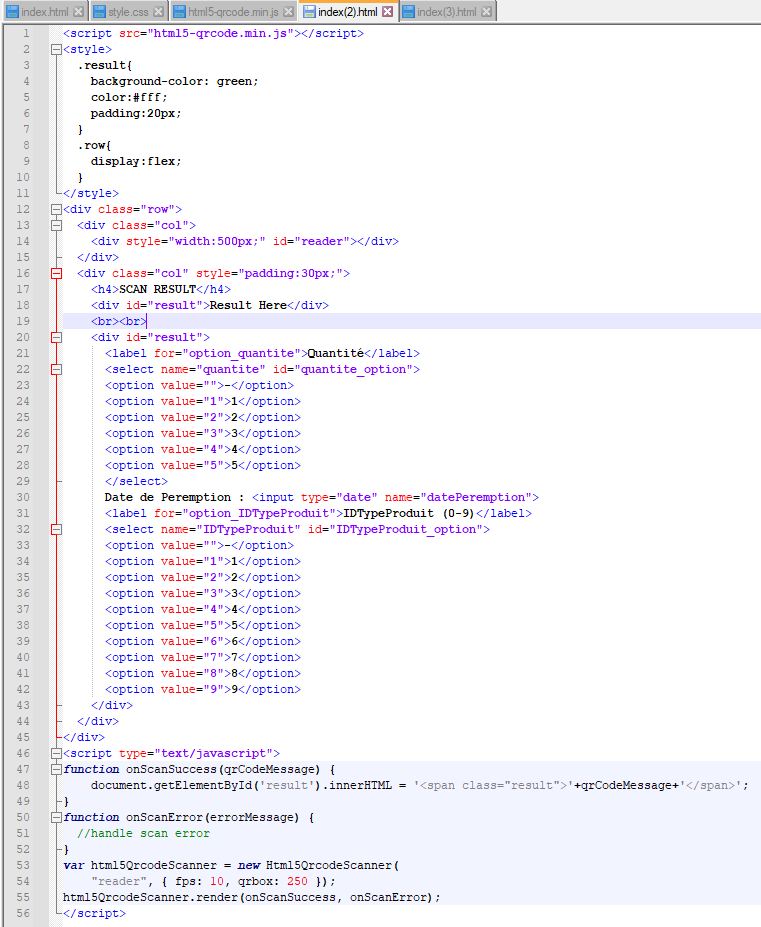 index.html style.css html5-qrcode.min.js index(2).html index(3).html
1 <script src="html5-qrcode.min.js"></script>
2 <style>
3 .result{
4 background-color: green;
5 color:#fff;
6 padding:20px;
7 }
8 .row{
9 display:flex;
10 }
11 </style>
12 <div class="row">
13 <div class="col">
14 <div style="width:500px;" id="reader"></div>
15 </div>
16 <div class="col" style="padding:30px;">
17 <h4>SCAN RESULT</h4>
18 <div id="result">Result Here</div>
19 <br><br>
20 <div id="result">
21 <label for="option_quantite">Quantité</label>
22 <select name="quantite" id="quantite_option">
23 <option value="">-</option>
24 <option value="1">1</option>
25 <option value="2">2</option>
26 <option value="3">3</option>
27 <option value="4">4</option>
28 <option value="5">5</option>
29 </select>
30 Date de Peremption : <input type="date" name="datePeremption">
31 <label for="option_IDTypeProduit">IDTypeProduit (0-9)</label>
32 <select name="IDTypeProduit" id="IDTypeProduit_option">
33 <option value="">-</option>
34 <option value="1">1</option>
35 <option value="2">2</option>
36 <option value="3">3</option>
37 <option value="4">4</option>
38 <option value="5">5</option>
39 <option value="6">6</option>
40 <option value="7">7</option>
41 <option value="8">8</option>
42 <option value="9">9</option>
43 </div>
44 </div>
45 </div>
46 <script type="text/javascript">
47 function onScanSuccess(qrCodeMessage) {
48 document.getElementById('result').innerHTML = '<span class="result">'+qrCodeMessage+'</span>';
49 }
50 function onScanError(errorMessage) {
51 //handle scan error
52 }
53 var html5QrcodeScanner = new Html5QrcodeScanner(
54 "reader", { fps: 10, qrbox: 250 });
55 html5QrcodeScanner.render(onScanSuccess, onScanError);
56 </script>